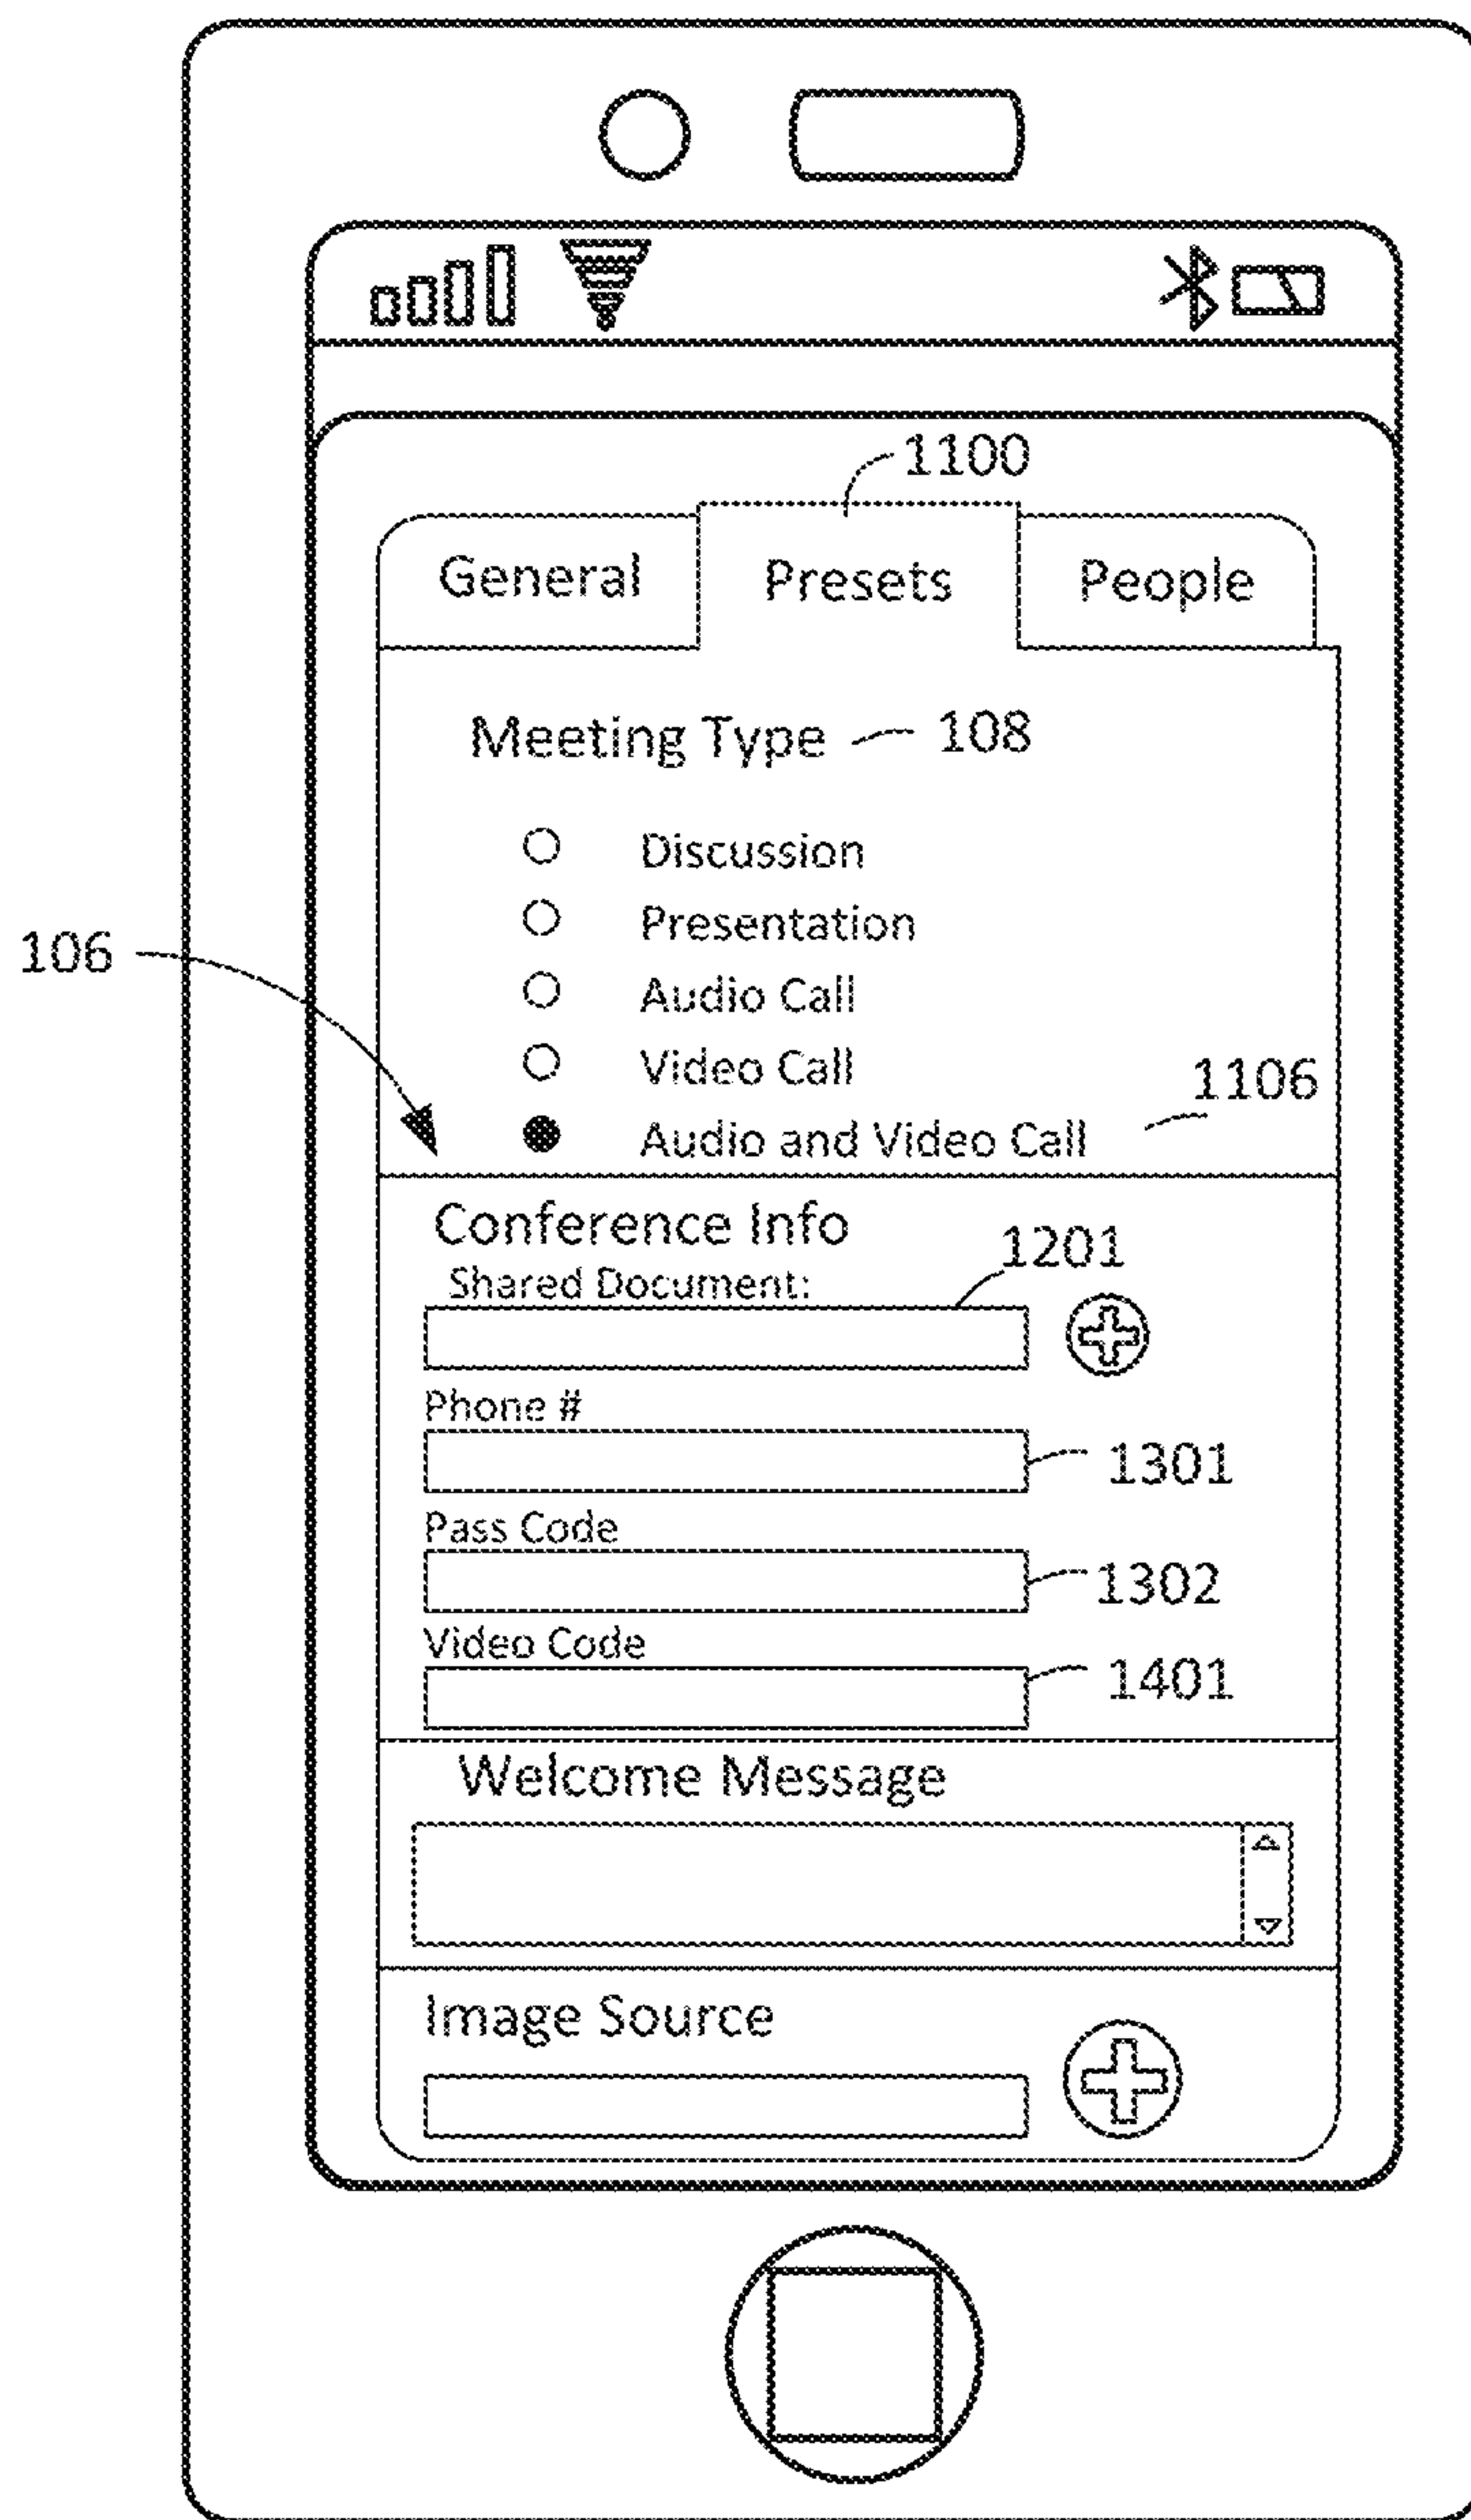 1100
General Presets People
Meeting Type 108
Discussion
Presentation
106
Audio Call
Video Call
1106
Audio and Video Call
Conference Info
1201
Shared Document:
Phone #
1301
Pass Code
1302
Video Code
1401
Welcome Message
Image Source